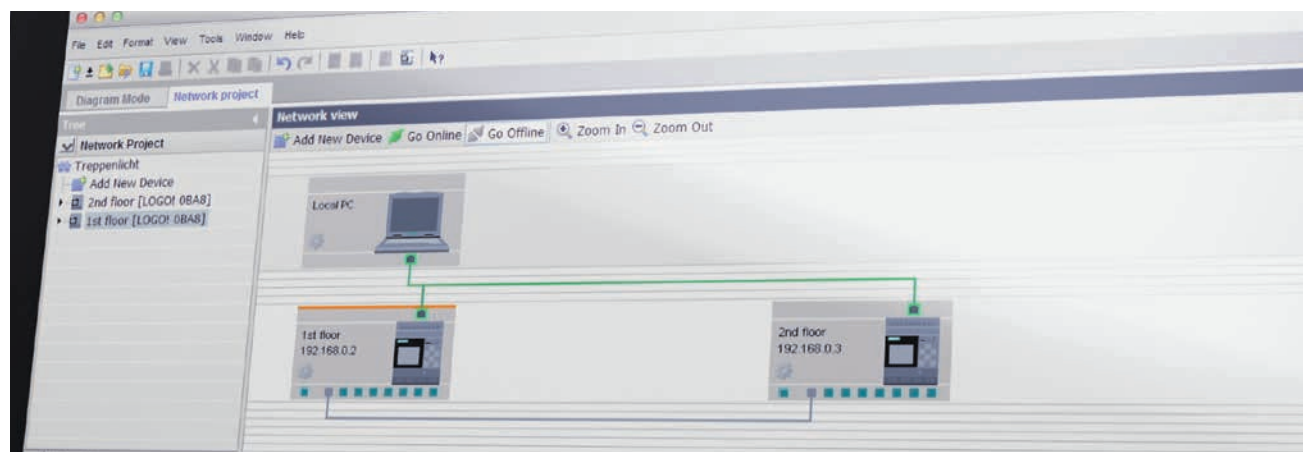 File Edit Format View Tools Window Help
Diagram Mode Network project
Tree
Network Project
Treppenlicht
Add New Device
2nd floor [LOGO! 0BA8]
1st floor [LOGO! 0BA8]
Network view
Add New Device Go Online Go Offline Zoom In Zoom Out
Local PC
1st floor
192.168.0.2
2nd floor
192.168.0.3